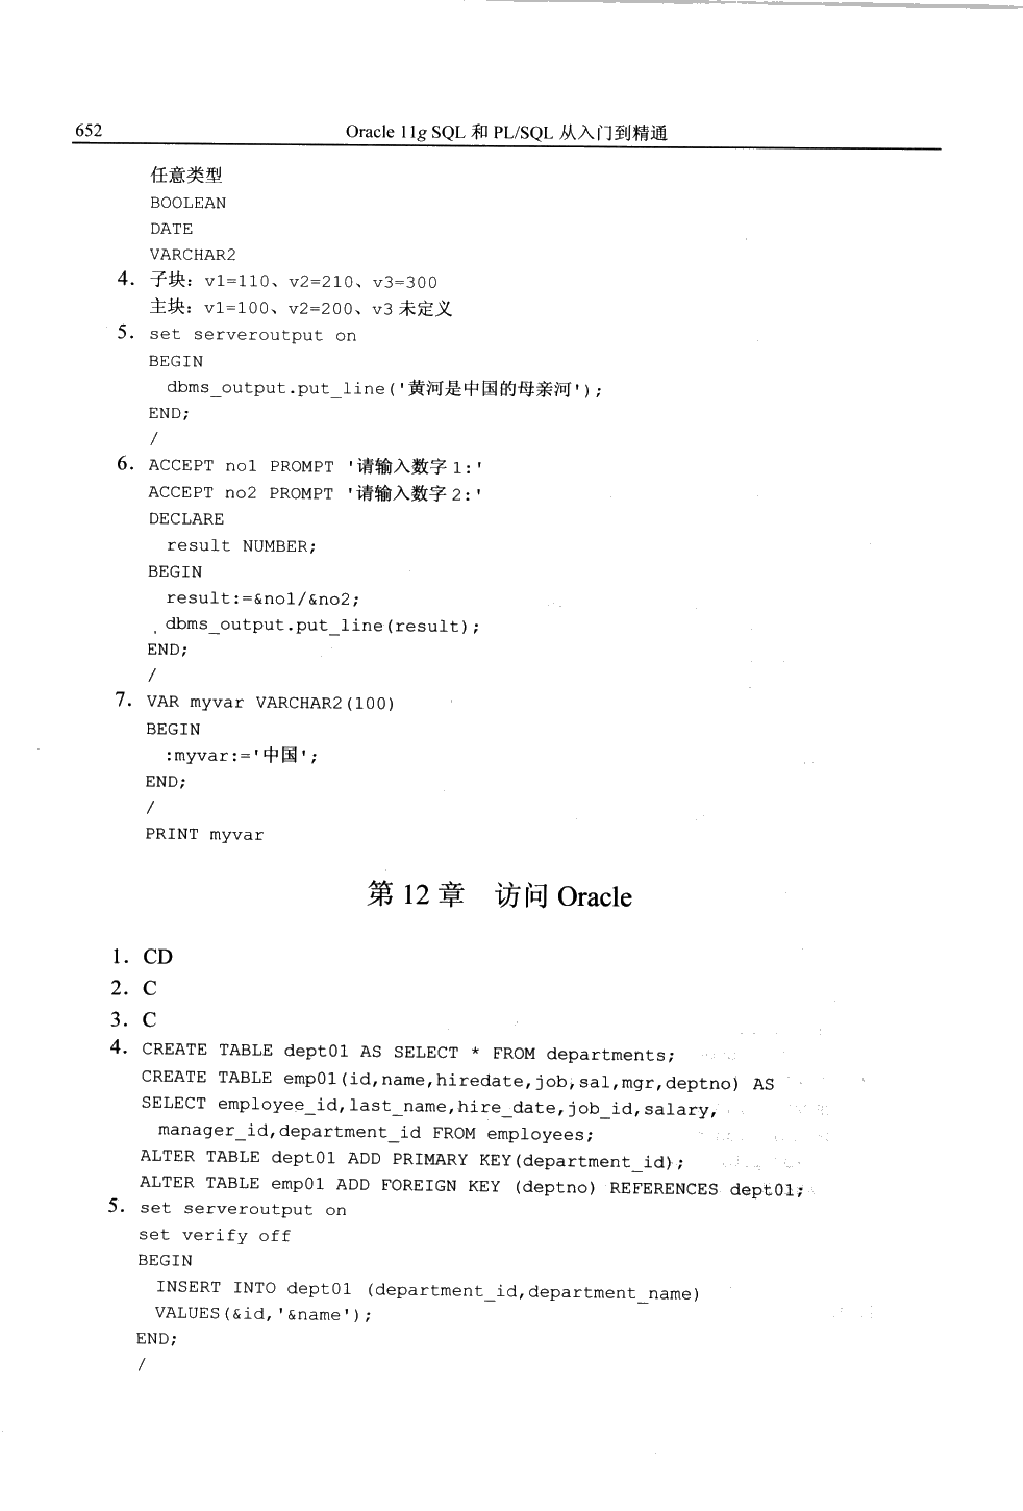 652 Oracle 11g SQL 和 PL/SQL 从入门到精通
任意类型
BOOLEAN
DATE
VARCHAR2
4. 子块：v1=110、v2=210、v3=300
主块：v1=100、v2=200、v3 未定义
5. set serveroutput on
BEGIN
dbms_output.put_line('黄河是中国的母亲河');
END;
/
6. ACCEPT no1 PROMPT '请输入数字 1:'
ACCEPT no2 PROMPT '请输入数字 2:'
DECLARE
result NUMBER;
BEGIN
result:=&no1/&no2;
dbms_output.put_line(result);
END;
/
7. VAR myvar VARCHAR2(100)
BEGIN
:myvar:='中国';
END;
/
PRINT myvar
第 12 章 访问 Oracle
1. CD
2. C
3. C
4. CREATE TABLE dept01 AS SELECT * FROM departments;
CREATE TABLE emp01(id,name,hiredate,job,sal,mgr,deptno) AS
SELECT employee_id,last_name,hire_date,job_id,salary,
manager_id,department_id FROM employees;
ALTER TABLE dept01 ADD PRIMARY KEY(department_id);
ALTER TABLE emp01 ADD FOREIGN KEY (deptno) REFERENCES dept01;
5. set serveroutput on
set verify off
BEGIN
INSERT INTO dept01 (department_id,department_name)
VALUES(&id,'&name');
END;
/